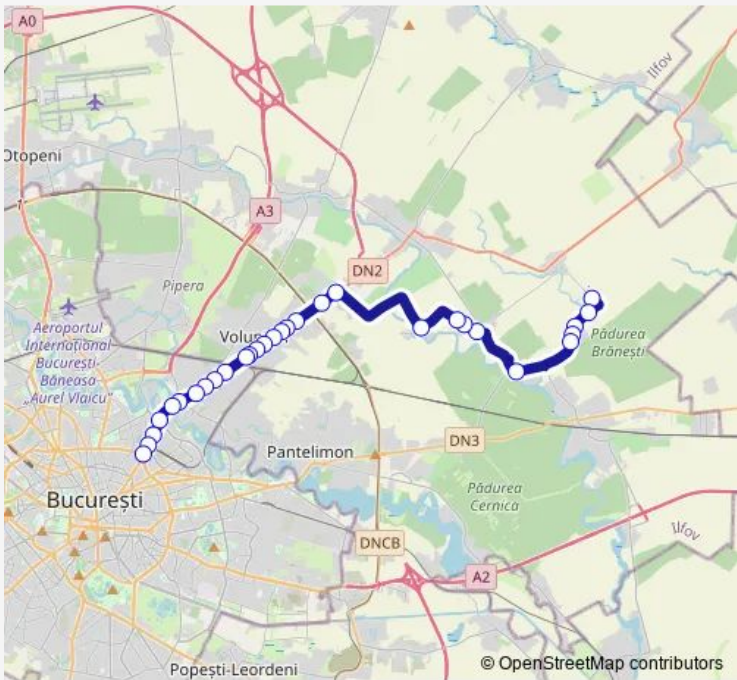 A0
Ilfov
Otopeni
A3
DN2
Pipera
Pădurea
Brănești
Aeroportul
Internațional
București-
Băneasa
„Aurel Vlaicu"
Pantelimon
DN3
București
Pădurea
Cernica
DNCB
A2
Ilfov
Popești-Leordeni
© OpenStreetMap contributors